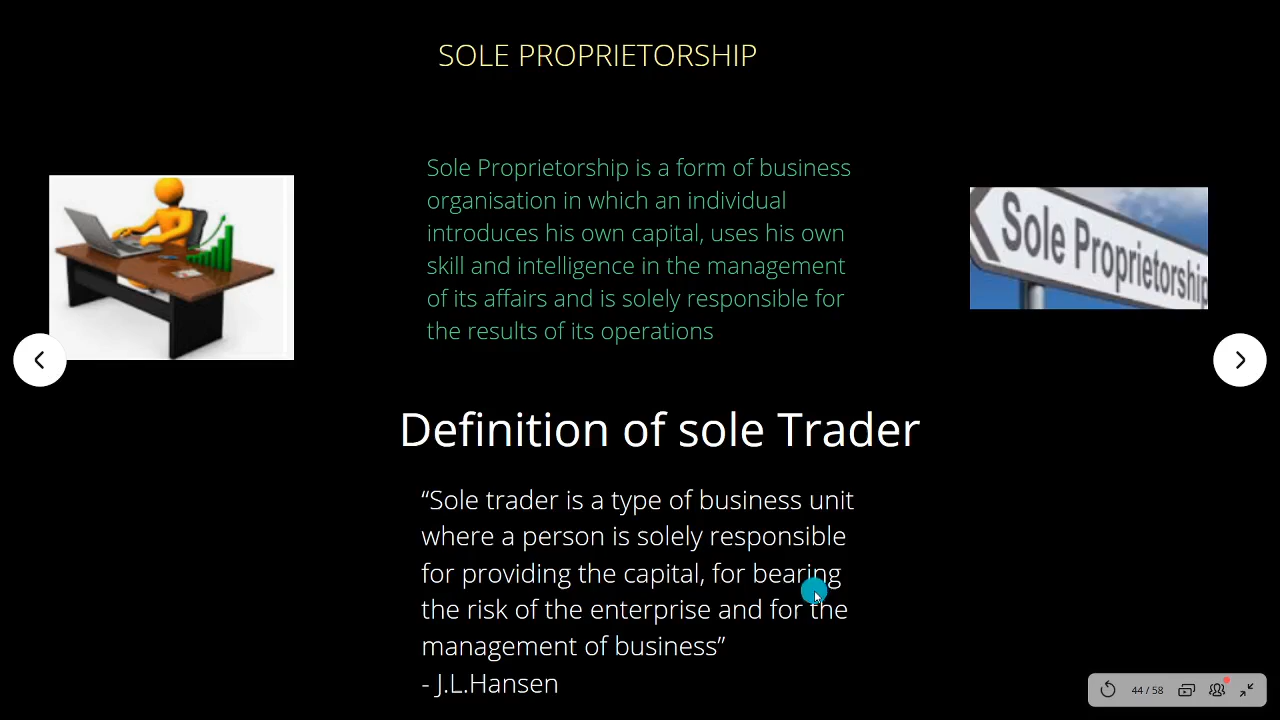 SOLE PROPRIETORSHIP
Sole Proprietorship is a form of business
organisation in which an individual
introduces his own capital, uses his own
skill and intelligence in the management
of its affairs and is solely responsible for
the results of its operations
Sole Proprietorship
Definition of sole Trader
“Sole trader is a type of business unit
where a person is solely responsible
for providing the capital, for bearing
the risk of the enterprise and for the
management of business”
- J.L.Hansen
44 / 58